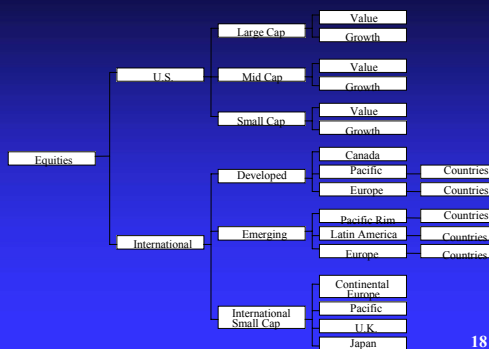 Value
Large Cap
Growth
Value
U.S.
Mid Cap
Growth
Value
Small Cap
Growth
Equities
Canada
Developed
Pacific
Countries
Europe
Countries
Pacific Rim
Countries
International
Emerging
Latin America
Countries
Europe
Countries
Continental
Europe
International
Small Cap
Pacific
U.K.
Japan
18